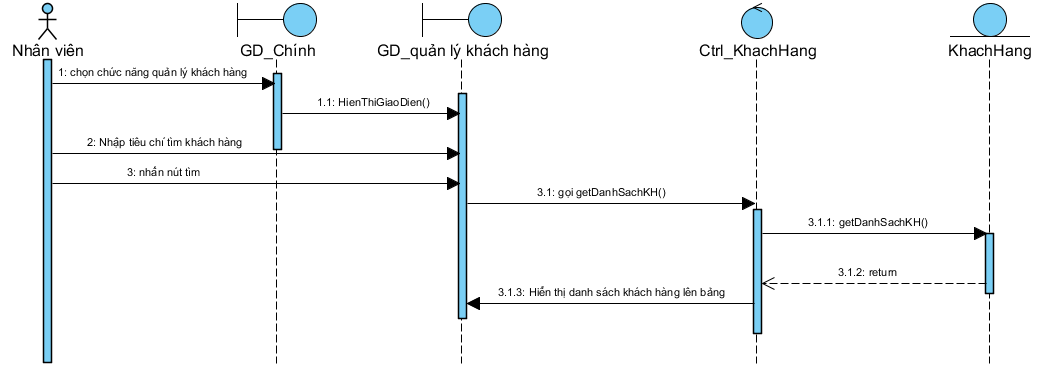 Nhân viên
GD_Chính
GD_quản lý khách hàng
Ctrl_KhachHang
KhachHang
1: chọn chức năng quản lý khách hàng
1.1: HienThiGiaoDien()
2: Nhập tiêu chí tìm khách hàng
3: nhấn nút tìm
3.1: gọi getDanhSachKH()
3.1.1: getDanhSachKH()
3.1.2: return
3.1.3: Hiển thị danh sách khách hàng lên bảng